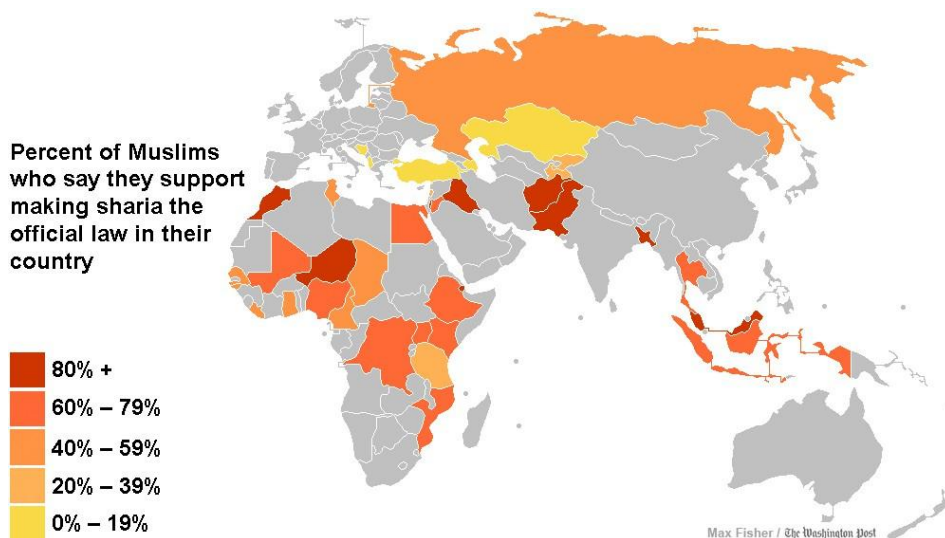 Percent of Muslims
who say they support
making sharia the
official law in their
country
80% +
60% – 79%
40% – 59%
20% – 39%
0% – 19%
Max Fisher / The Washington Post